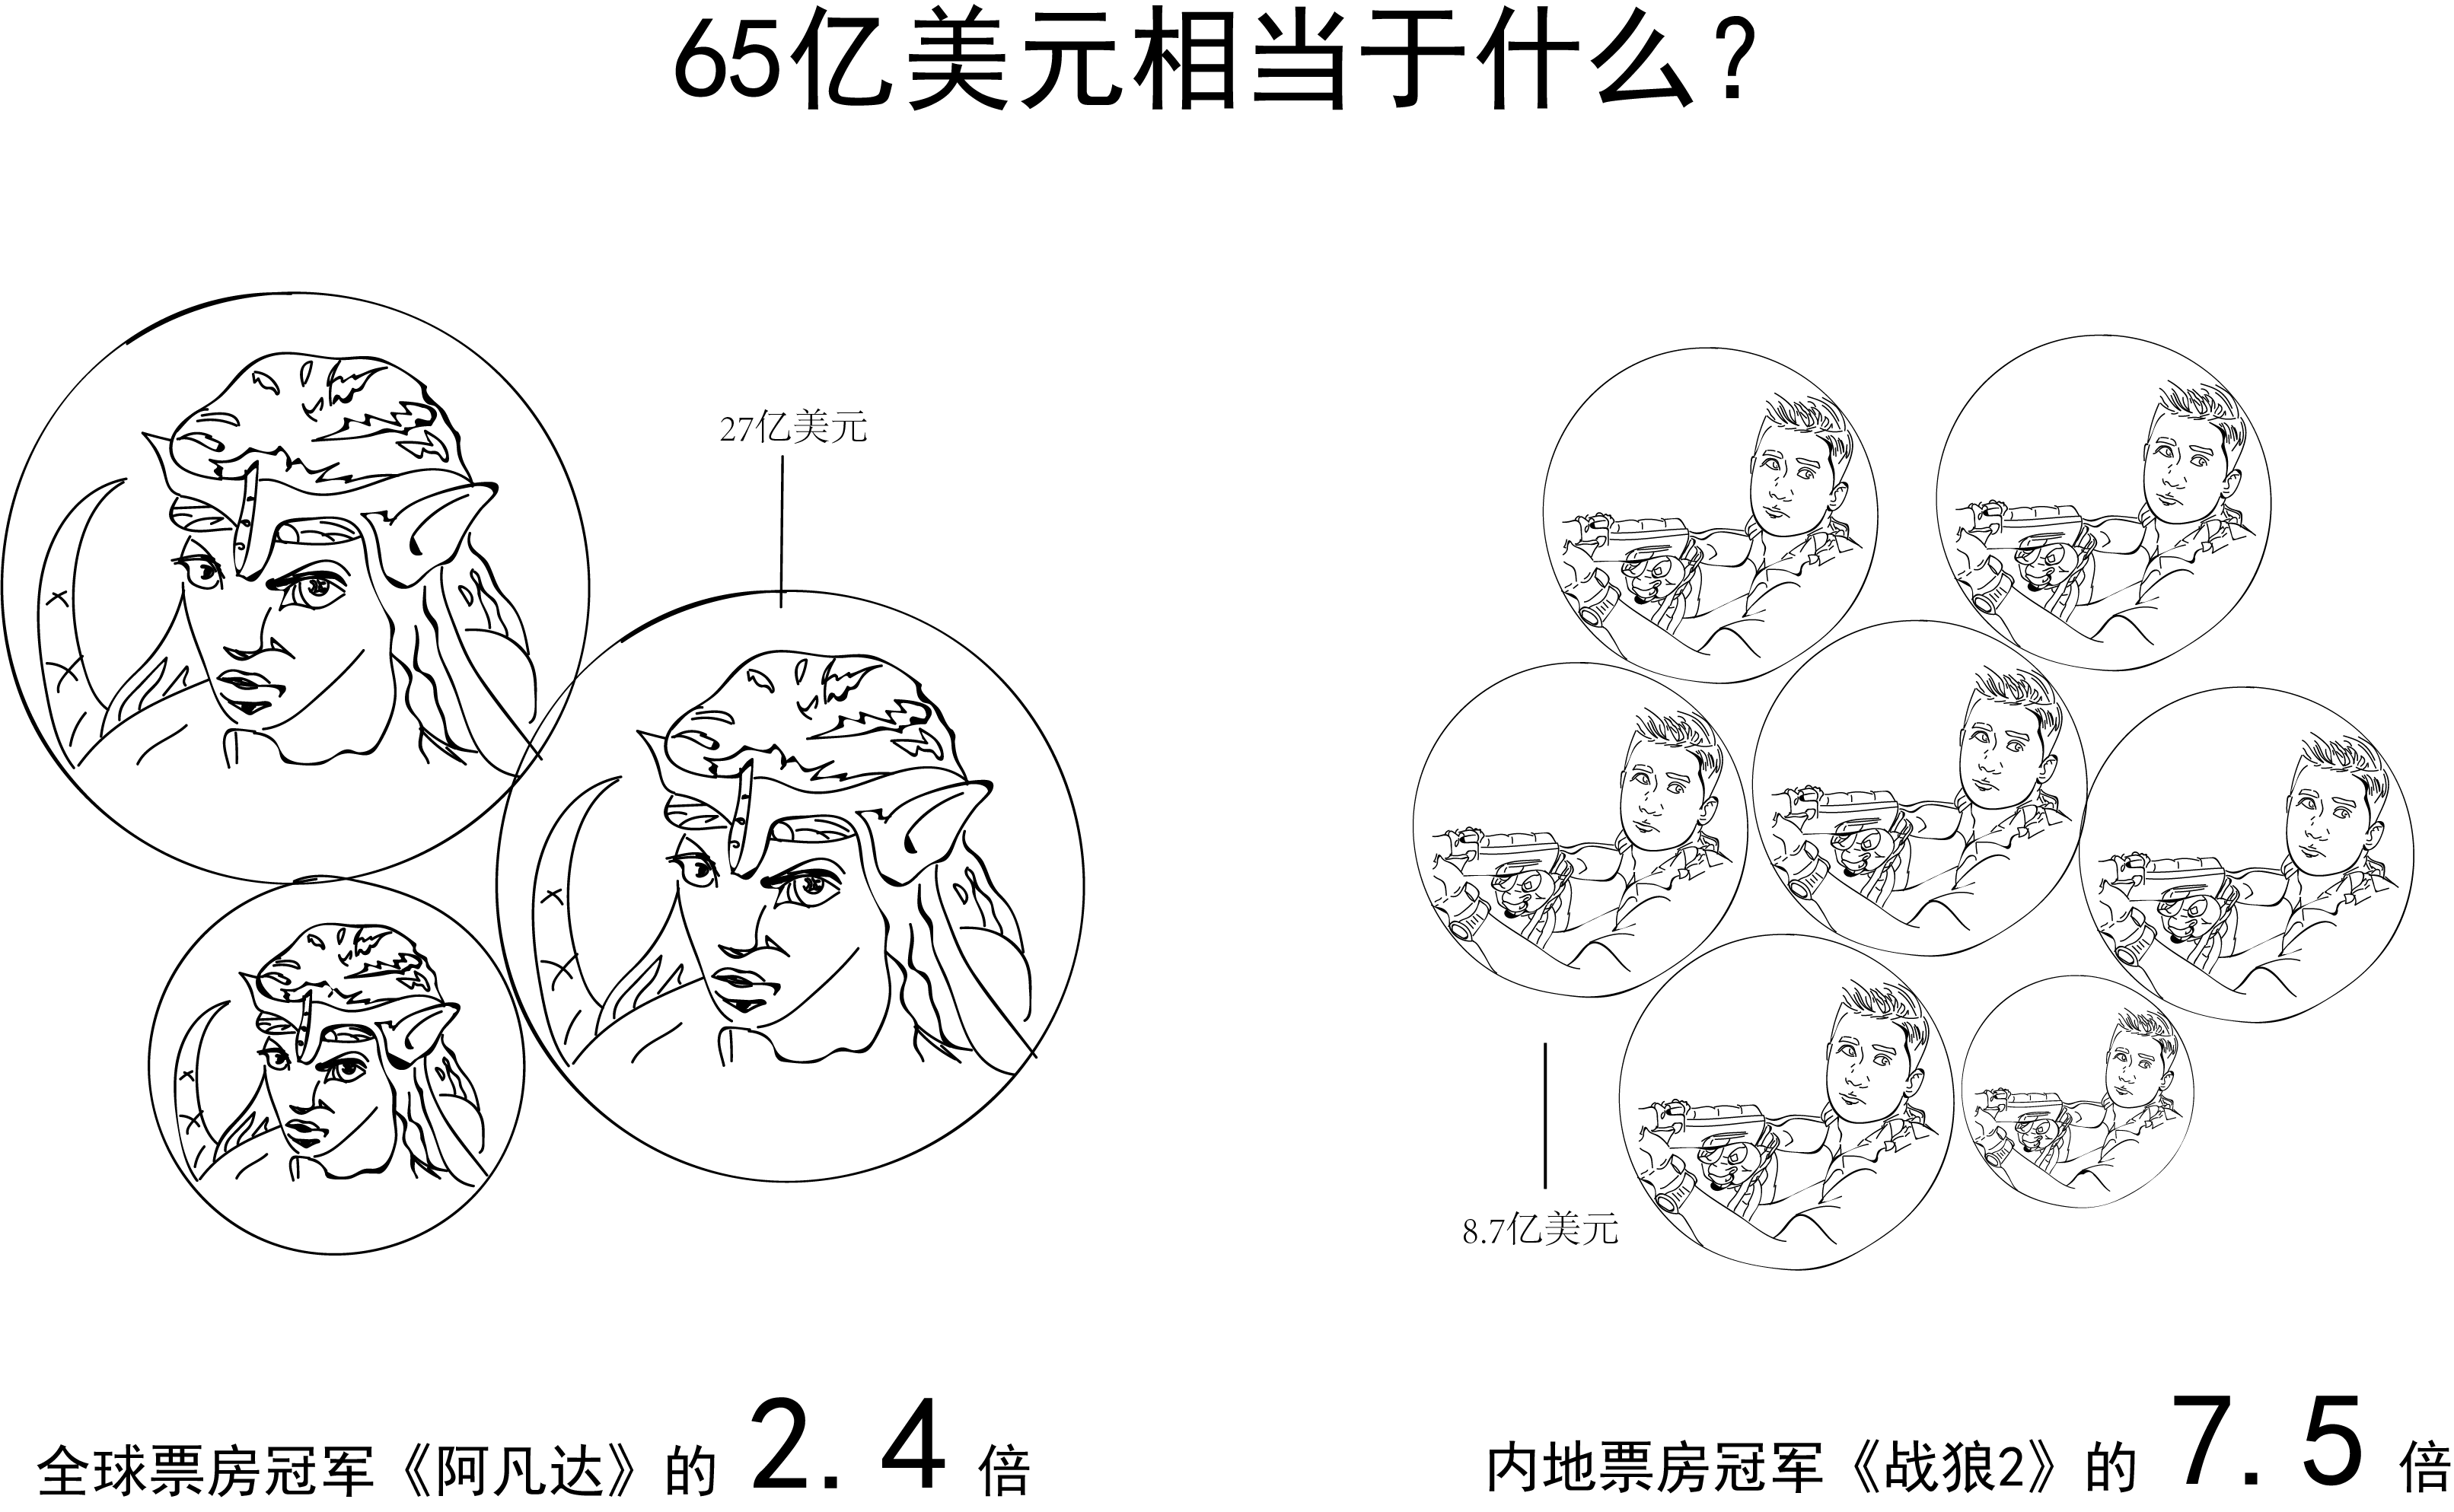 65亿美元相当于什么?
27亿美元
8.7亿美元
全球票房冠军《阿凡达》的 2.4 倍
内地票房冠军《战狼2》的 7.5 倍